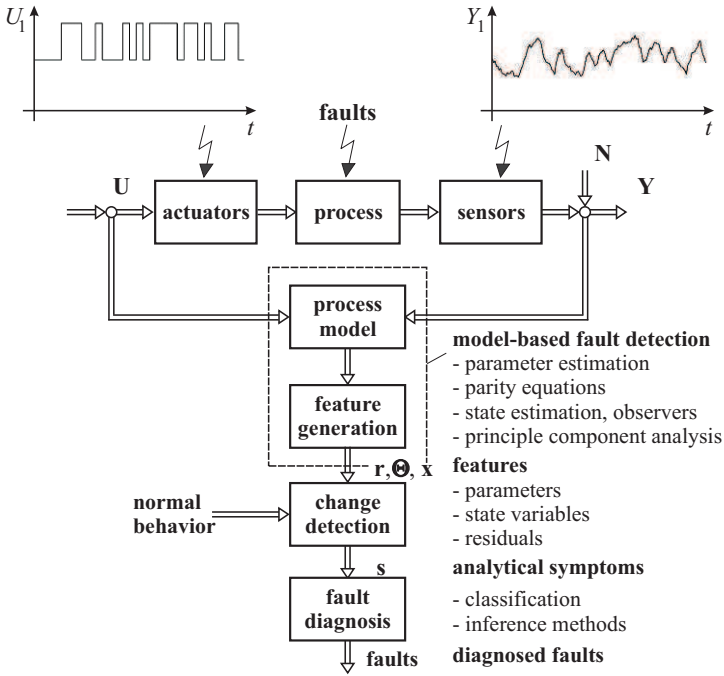 U1
t
Y1
t
faults
N
U
Y
actuators
process
sensors
process
model
feature
generation
model-based fault detection
- parameter estimation
- parity equations
- state estimation, observers
- principle component analysis
r, Θ, x
features
- parameters
- state variables
- residuals
normal
behavior
change
detection
s
analytical symptoms
fault
diagnosis
- classification
- inference methods
faults
diagnosed faults